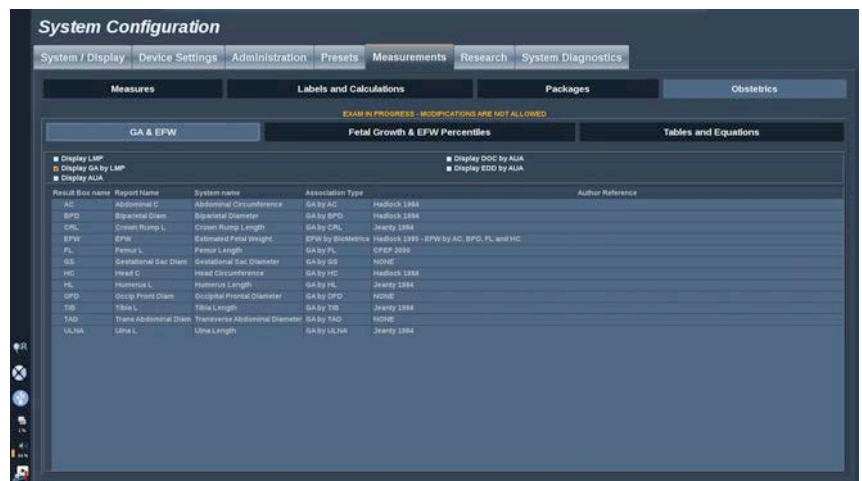 System Configuration
System / Display Device Settings Administration Presets Measurements Research System Diagnostics
Measures Labels and Calculations Packages Obstetrics
EXAM IN PROGRESS - MODIFICATIONS ARE NOT ALLOWED
GA & EFW Fetal Growth & EFW Percentiles Tables and Equations
Display LMP Display DOC by AUA
Display GA by LMP Display EDD by AUA
Display AUA
Result Box name Report Name System name Association Type Author Reference
AC Abdominal C Abdominal Circumference GA by AC Hadlock 1984
BPD Biparietal Diam Biparietal Diameter GA by BPD Hadlock 1984
CRL Crown Rump L Crown Rump Length GA by CRL Jeanty 1984
EFW EFW Estimated Fetal Weight EFW by BioMetrics Hadlock 1985 - EFW by AC, BPD, FL and HC
FL Femur L Femur Length GA by FL CFEF 2000
GS Gestational Sac Diam Gestational Sac Diameter GA by GS NONE
HC Head C Head Circumference GA by HC Hadlock 1984
HL Humerus L Humerus Length GA by HL Jeanty 1984
OFD Occip Front Diam Occipital Frontal Diameter GA by OFD NONE
TIB Tibia L Tibia Length GA by TIB Jeanty 1984
TAD Trans Abdominal Diam Transverse Abdominal Diameter GA by TAD NONE
ULNA Ulna L Ulna Length GA by ULNA Jeanty 1984
R